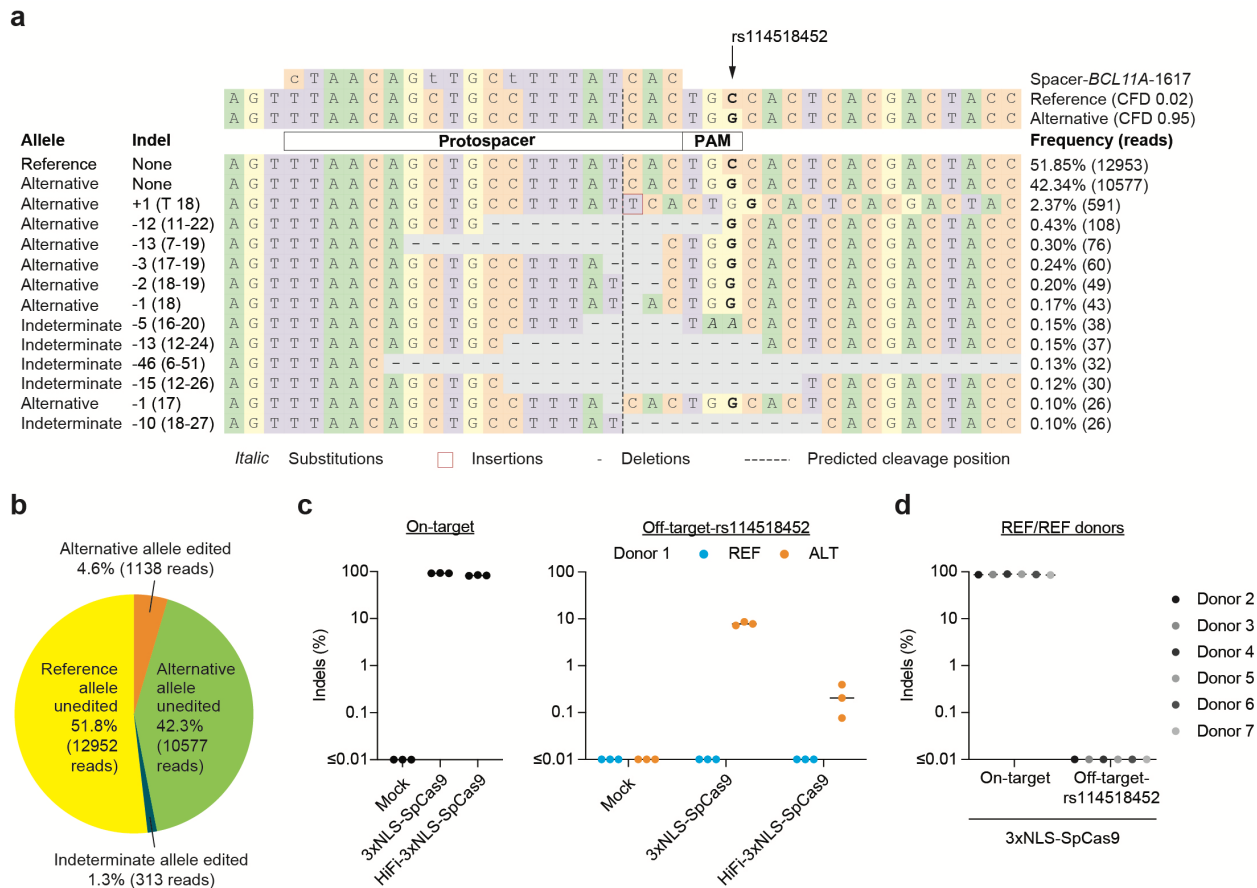 a
rs114518452
c T A A C A G t T G C t T T T A T C A C Spacer-BCL11A-1617
A G T T T A A C A G C T G C C T T T A T C A C T G C C A C T C A C G A C T A C C Reference (CFD 0.02)
A G T T T A A C A G C T G C C T T T A T C A C T G G C A C T C A C G A C T A C C Alternative (CFD 0.95)
Allele Indel Protospacer PAM Frequency (reads)
Reference None A G T T T A A C A G C T G C C T T T A T C A C T G C C A C T C A C G A C T A C C 51.85% (12953)
Alternative None A G T T T A A C A G C T G C C T T T A T C A C T G G C A C T C A C G A C T A C C 42.34% (10577)
Alternative +1 (T 18) A G T T T A A C A G C T G C C T T T A T T C A C T G G C A C T C A C G A C T A C 2.37% (591)
Alternative -12 (11-22) A G T T T A A C A G C T G - - - - - - - - - - - - G C A C T C A C G A C T A C C 0.43% (108)
Alternative -13 (7-19) A G T T T A A C A - - - - - - - - - - - - - C T G G C A C T C A C G A C T A C C 0.30% (76)
Alternative -3 (17-19) A G T T T A A C A G C T G C C T T T A - - - C T G G C A C T C A C G A C T A C C 0.24% (60)
Alternative -2 (18-19) A G T T T A A C A G C T G C C T T T A T - - C T G G C A C T C A C G A C T A C C 0.20% (49)
Alternative -1 (18) A G T T T A A C A G C T G C C T T T A T - A C T G G C A C T C A C G A C T A C C 0.17% (43)
Indeterminate -5 (16-20) A G T T T A A C A G C T G C C T T T - - - - - T A A C A C T C A C G A C T A C C 0.15% (38)
Indeterminate -13 (12-24) A G T T T A A C A G C T G C - - - - - - - - - - - - - A C T C A C G A C T A C C 0.15% (37)
Indeterminate -46 (6-51) A G T T T A A C - - - - - - - - - - - - - - - - - - - - - - - - - - - - - - - - 0.13% (32)
Indeterminate -15 (12-26) A G T T T A A C A G C T G C - - - - - - - - - - - - - - - T C A C G A C T A C C 0.12% (30)
Alternative -1 (17) A G T T T A A C A G C T G C C T T T A - C A C T G G C A C T C A C G A C T A C C 0.10% (26)
Indeterminate -10 (18-27) A G T T T A A C A G C T G C C T T T A T - - - - - - - - - - C A C G A C T A C C 0.10% (26)
Italic Substitutions Insertions - Deletions Predicted cleavage position
b
Alternative allele edited
4.6% (1138 reads)
Reference
allele
unedited
51.8%
(12952
reads)
Alternative
allele
unedited
42.3%
(10577
reads)
Indeterminate allele edited
1.3% (313 reads)
c
On-target
Indels (%)
100
10
1
0.1
≤0.01
Mock
3xNLS-SpCas9
HiFi-3xNLS-SpCas9
Off-target-rs114518452
Donor 1 REF ALT
Indels (%)
100
10
1
0.1
≤0.01
Mock
3xNLS-SpCas9
HiFi-3xNLS-SpCas9
d
REF/REF donors
Indels (%)
100
10
1
0.1
≤0.01
On-target
Off-target-
rs114518452
3xNLS-SpCas9
Donor 2
Donor 3
Donor 4
Donor 5
Donor 6
Donor 7